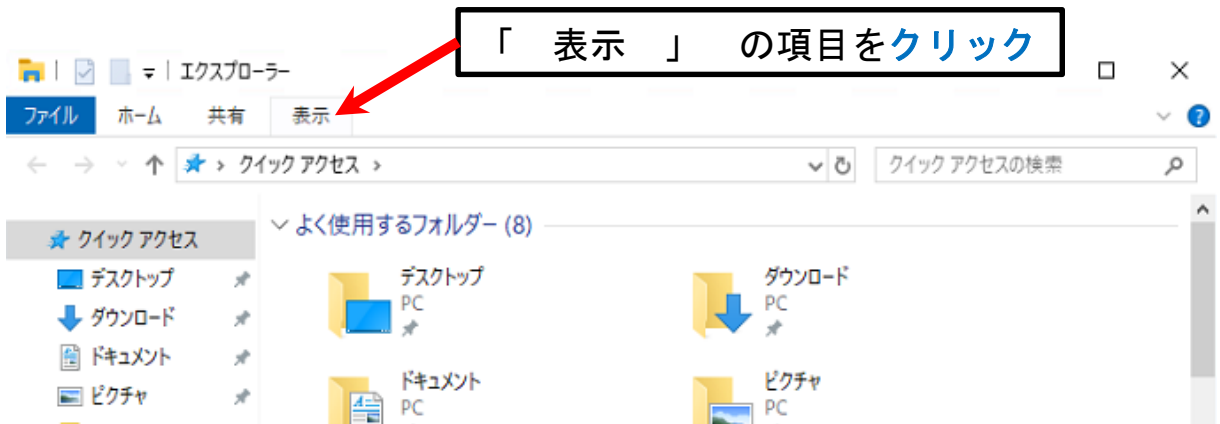 「　表示　」　の項目をクリック
エクスプローラー
ファイル ホーム 共有 表示
クイック アクセス
クイック アクセスの検索
クイック アクセス
デスクトップ
ダウンロード
ドキュメント
ピクチャ
よく使用するフォルダー (8)
デスクトップ
PC
ダウンロード
PC
ドキュメント
PC
ピクチャ
PC